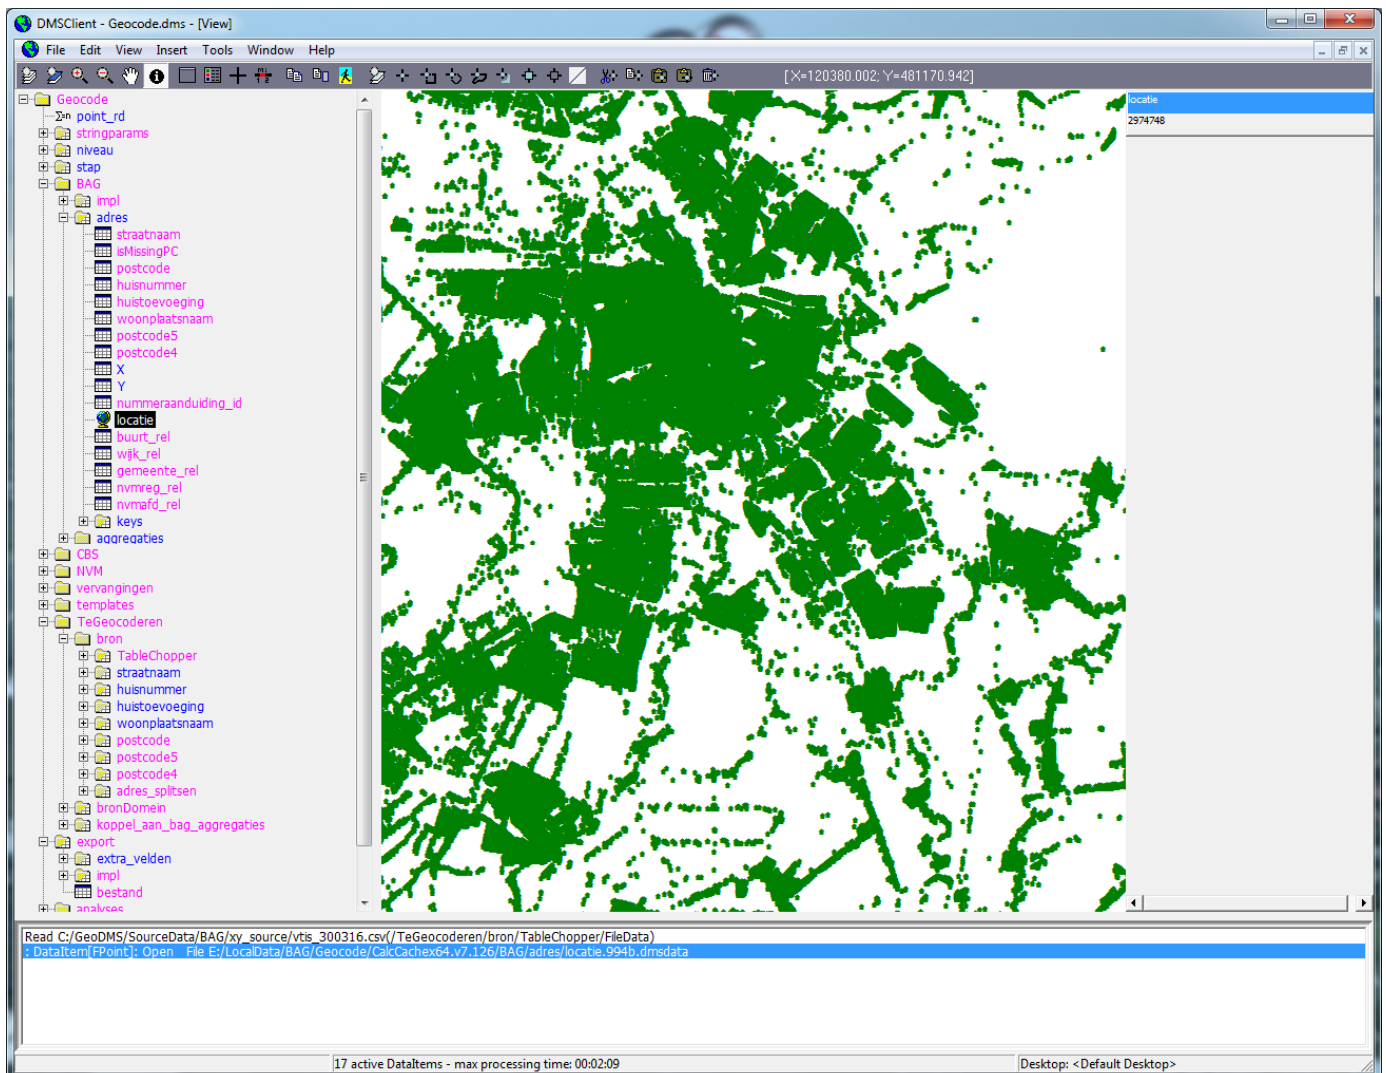 DMSClient - Geocode.dms - [View]
File Edit View Insert Tools Window Help
[X=120380.002; Y=481170.942]
Geocode
point_rd
stringparams
niveau
stap
BAG
impl
adres
straatnaam
isMissingPC
postcode
huisnummer
huistoevoeging
woonplaatsnaam
postcode5
postcode4
X
Y
nummeraanduiding_id
locatie
buurt_rel
wijk_rel
gemeente_rel
nvmreg_rel
nvmafd_rel
keys
aggregaties
CBS
NVM
vervangingen
templates
TeGeocoderen
bron
TableChopper
straatnaam
huisnummer
huistoevoeging
woonplaatsnaam
postcode
postcode5
postcode4
adres_splitsen
bronDomein
koppel_aan_bag_aggregaties
export
extra_velden
impl
bestand
analyses
locatie
2974748
Read C:/GeoDMS/SourceData/BAG/xy_source/vtis_300316.csv(/TeGeocoderen/bron/TableChopper/FileData)
: DataItem[FPoint]: Open File E:/LocalData/BAG/Geocode/CalcCachex64.v7.126/BAG/adres/locatie.994b.dmsdata
17 active DataItems - max processing time: 00:02:09
Desktop: <Default Desktop>